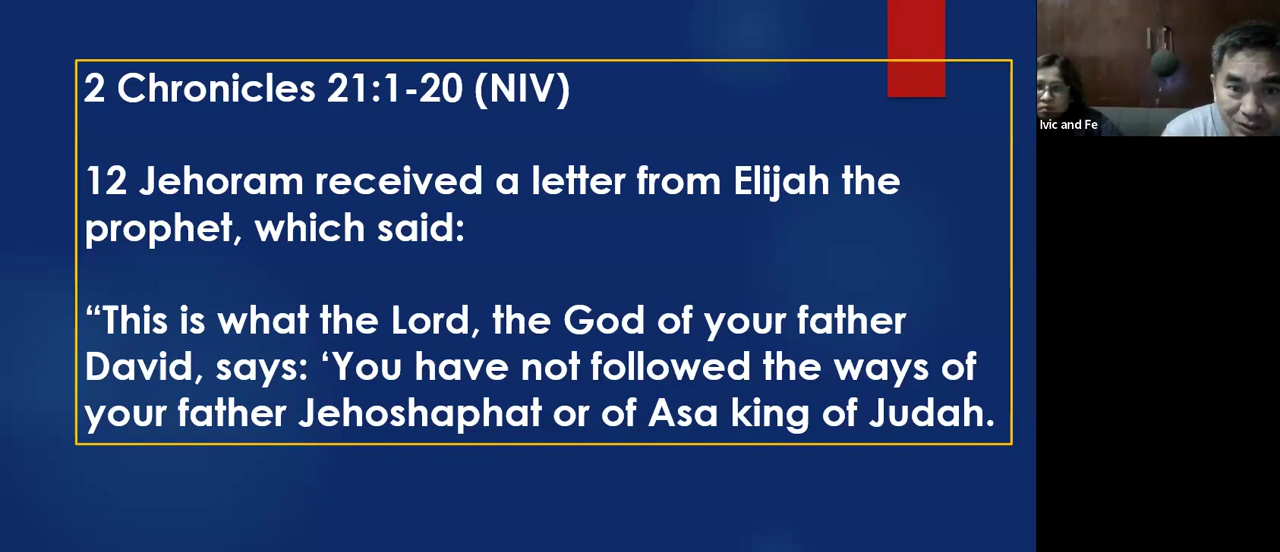 2 Chronicles 21:1-20 (NIV)
12 Jehoram received a letter from Elijah the
prophet, which said:
“This is what the Lord, the God of your father
David, says: ‘You have not followed the ways of
your father Jehoshaphat or of Asa king of Judah.
Ivic and Fe